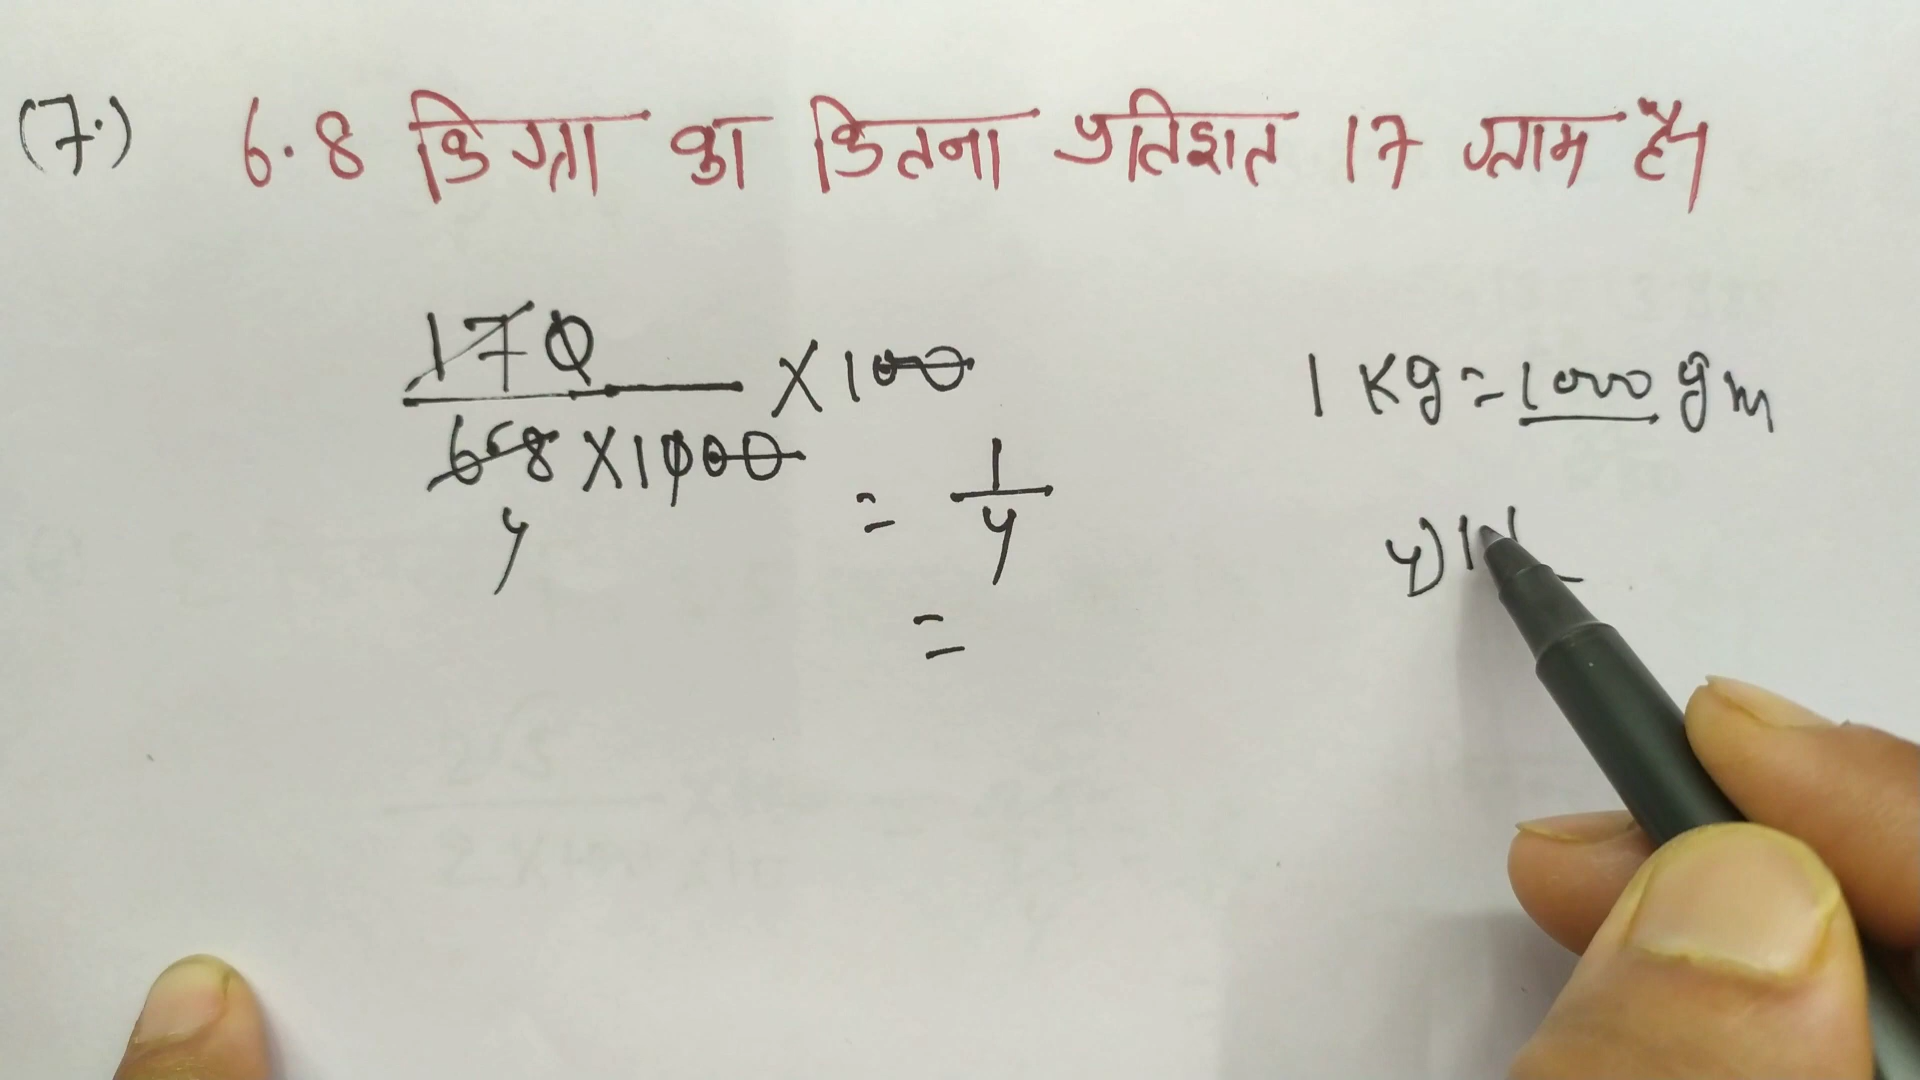 (7.) 6.8 किग्रा का कितना प्रतिशत 17 ग्राम है।
170
6.8 X 1000
X 100
4
= 1/4
=
1 Kg = 1000 gm
4)1